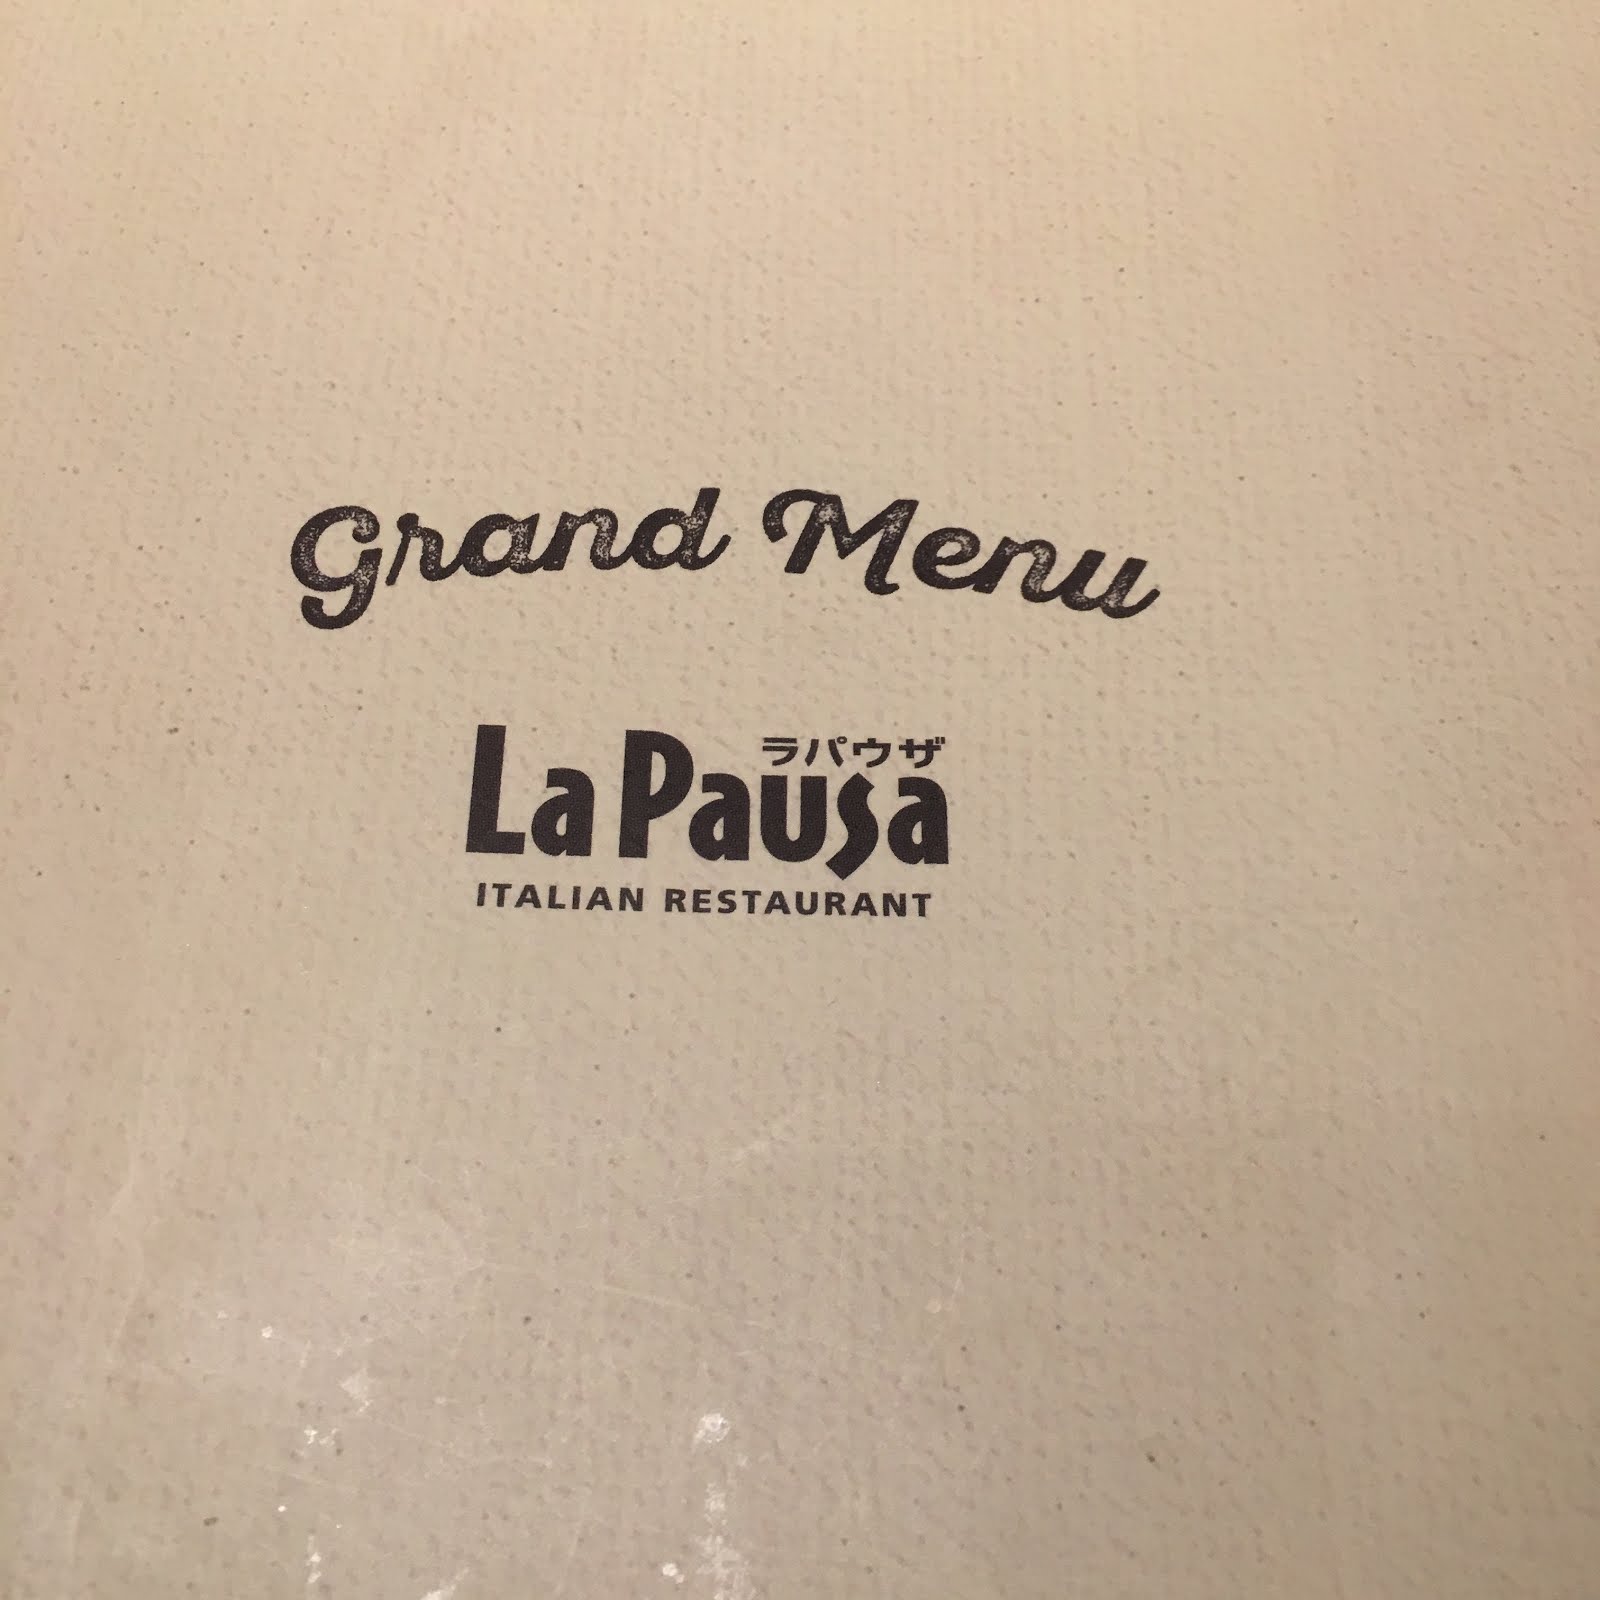 Grand Menu
ラパウザ
La Pausa
ITALIAN RESTAURANT